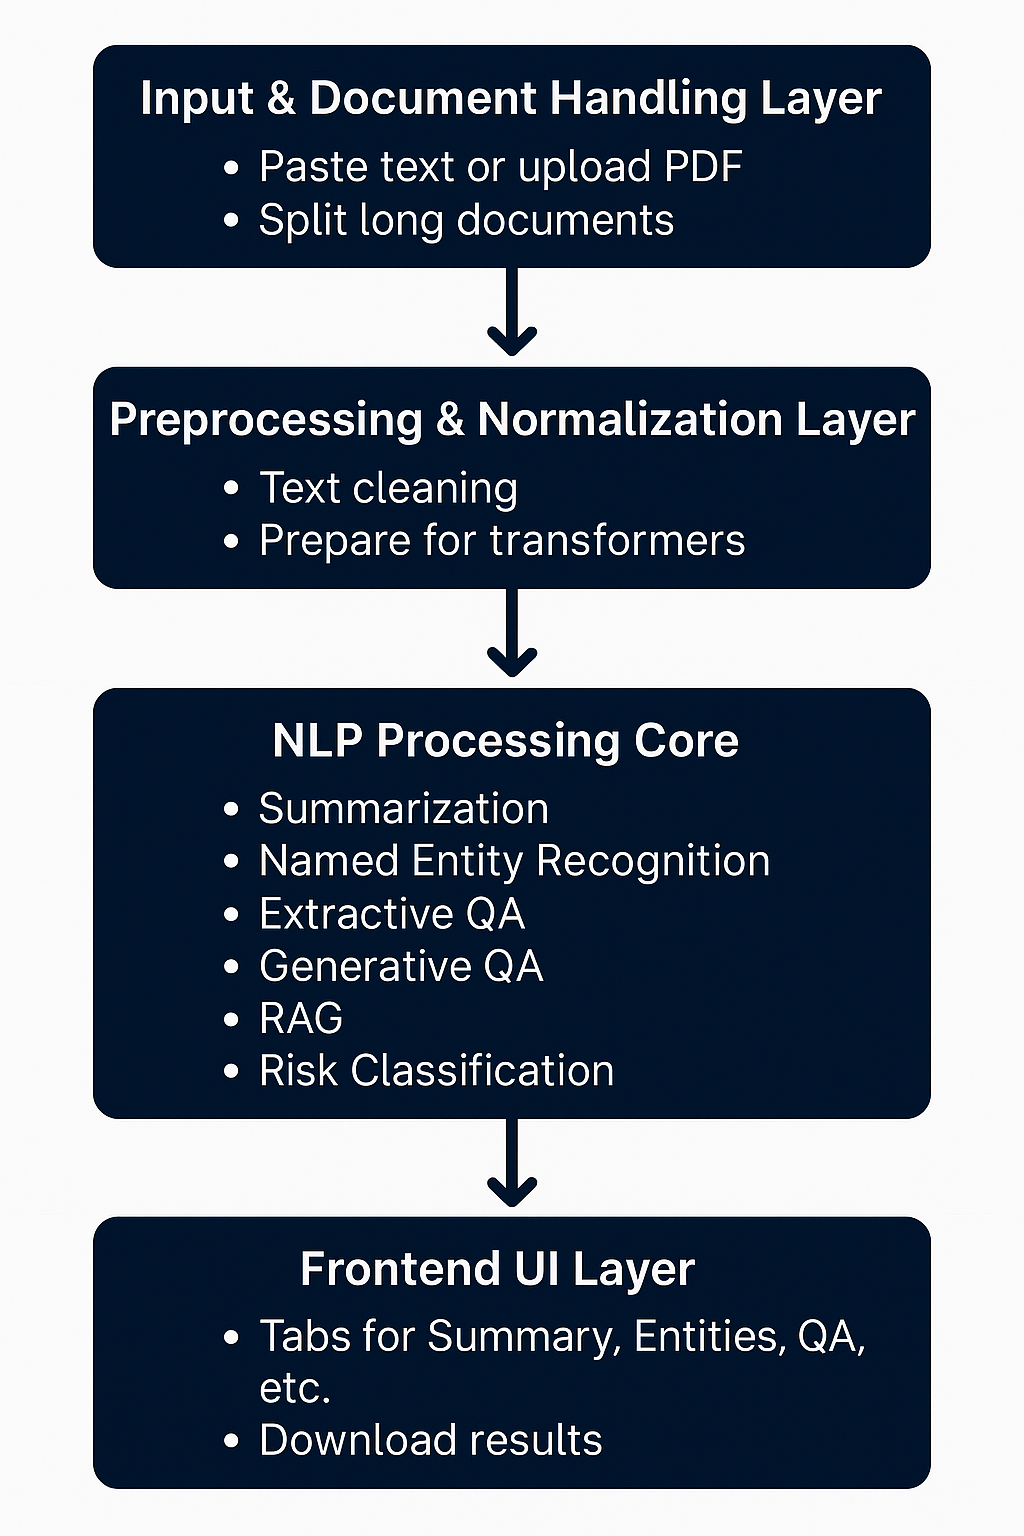 Input & Document Handling Layer
• Paste text or upload PDF
• Split long documents
Preprocessing & Normalization Layer
• Text cleaning
• Prepare for transformers
NLP Processing Core
• Summarization
• Named Entity Recognition
• Extractive QA
• Generative QA
• RAG
• Risk Classification
Frontend UI Layer
• Tabs for Summary, Entities, QA,
etc.
• Download results